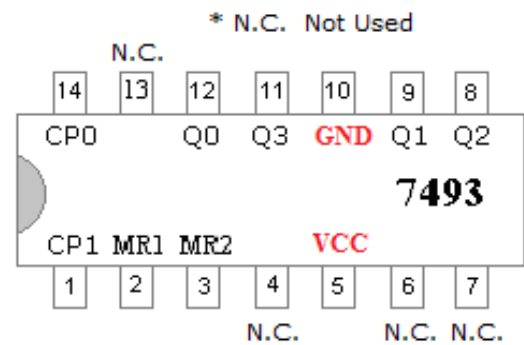 * N.C. Not Used
N.C.
14 13 12 11 10 9 8
CP0 Q0 Q3 GND Q1 Q2
7493
CP1 MR1 MR2 VCC
1 2 3 4 5 6 7
N.C. N.C. N.C.